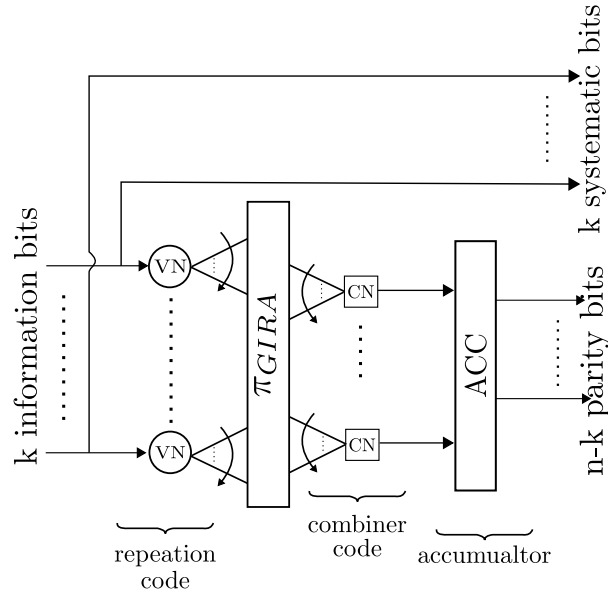 k systematic bits
k information bits
VN
π_GIRA
CN
ACC
n-k parity bits
VN
CN
repeation
code
combiner
code
accumualtor